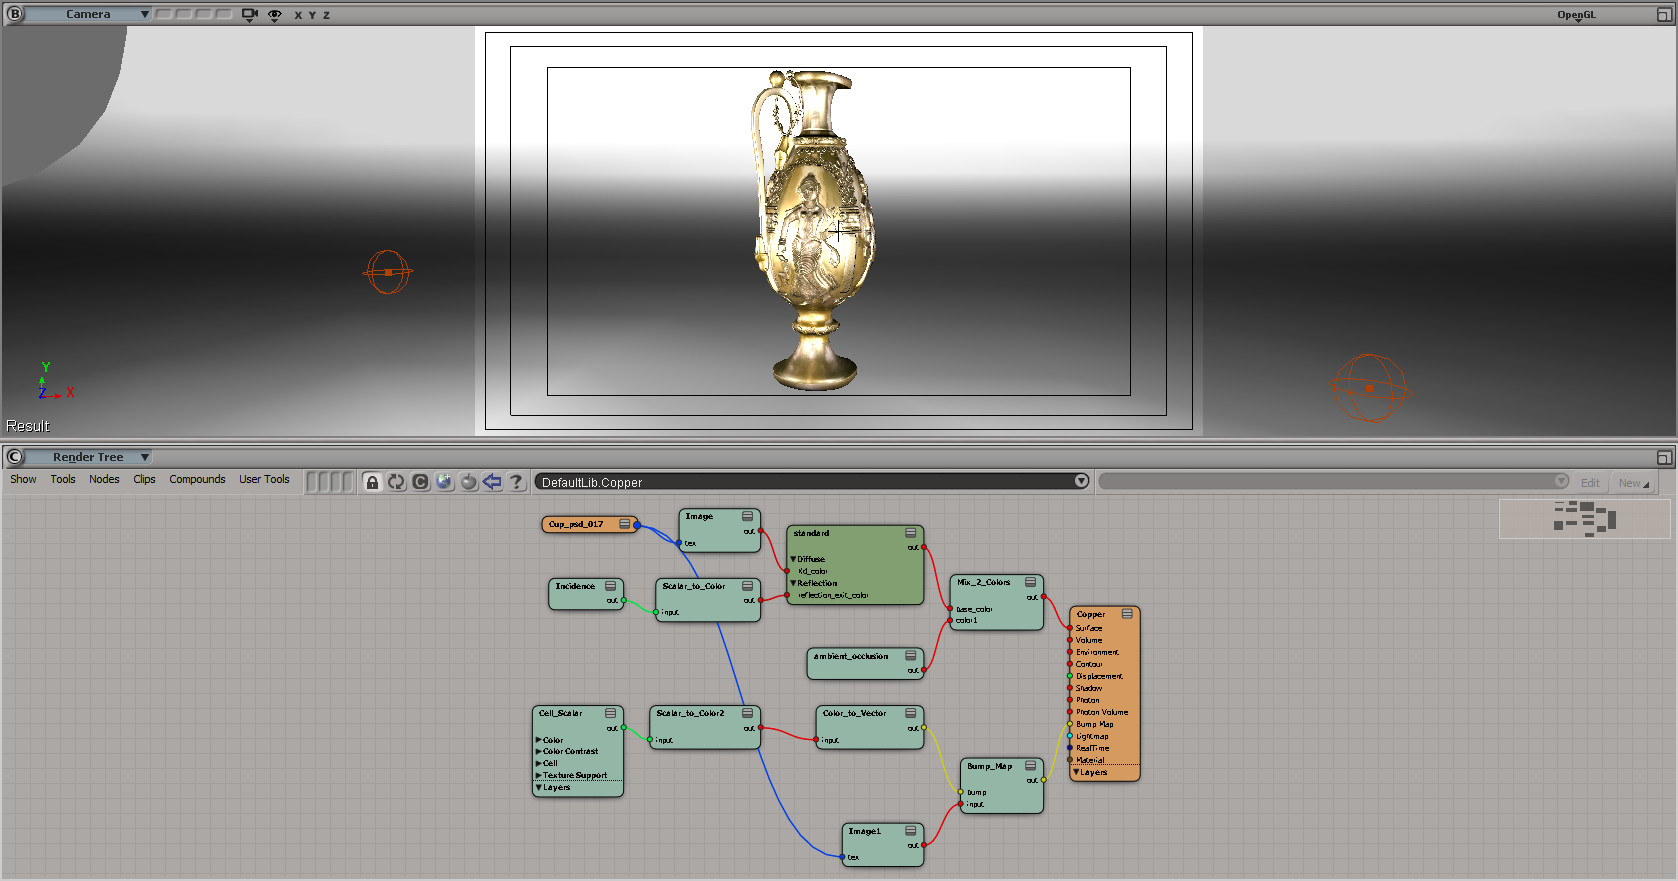 B Camera X Y Z OpenGL
Y
Z X
Result
C Render Tree
Show Tools Nodes Clips Compounds User Tools C ? DefaultLib.Copper Edit New
Cup_psd_017
Image
out
tex
standard
out
Diffuse
Kd_color
Reflection
reflection_exit_color
Incidence
out
Scalar_to_Color
out
input
Mix_2_Colors
out
base_color
color1
ambient_occlusion
out
Copper
Surface
Volume
Environment
Contour
Displacement
Shadow
Photon
Photon Volume
Bump Map
Lightmap
RealTime
Material
Layers
Cell_Scalar
out
Color
Color Contrast
Cell
Texture Support
Layers
Scalar_to_Color2
out
input
Color_to_Vector
out
input
Bump_Map
out
bump
input
Image1
out
tex